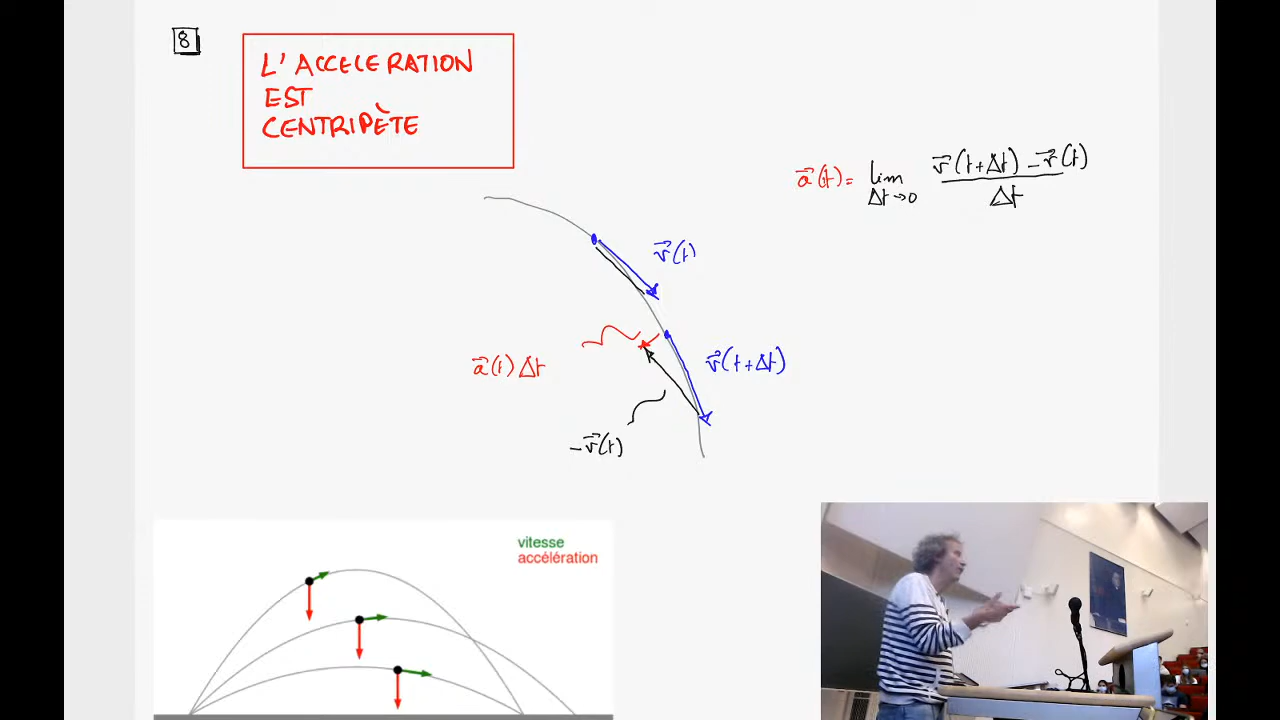 8
L'ACCELERATION
EST
CENTRIPÈTE
a⃗(t) = lim Δt→0 (v⃗(t+Δt) - v⃗(t)) / Δt
v⃗(t)
a⃗(t) Δt
v⃗(t+Δt)
-v⃗(t)
vitesse
accélération